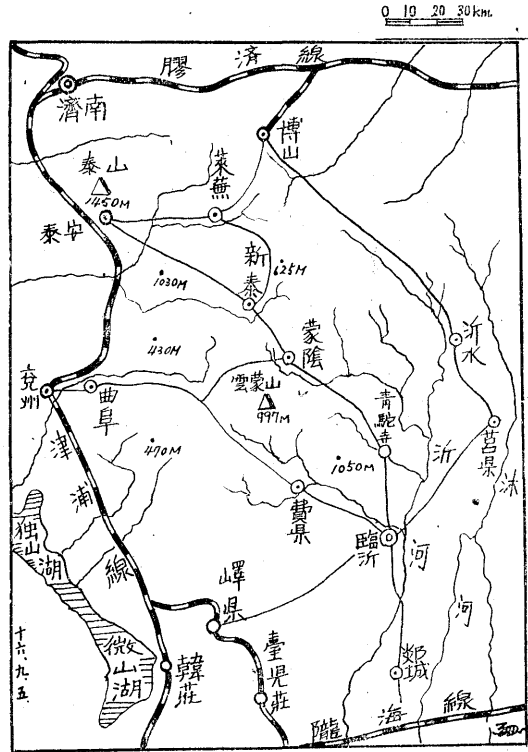 0 10 20 30km.
膠済線
濟南
博山
泰山
1450M
萊蕪
泰安
新泰
625M
1030M
沂水
蒙陰
430M
雲蒙山
997M
兗州
曲阜
青駝寺
莒県
津浦線
470M
1050M
沂河
沭河
費県
臨沂
独山湖
嶧県
微山湖
韓荘
臺児荘
郯城
隴海線
十六、九、五